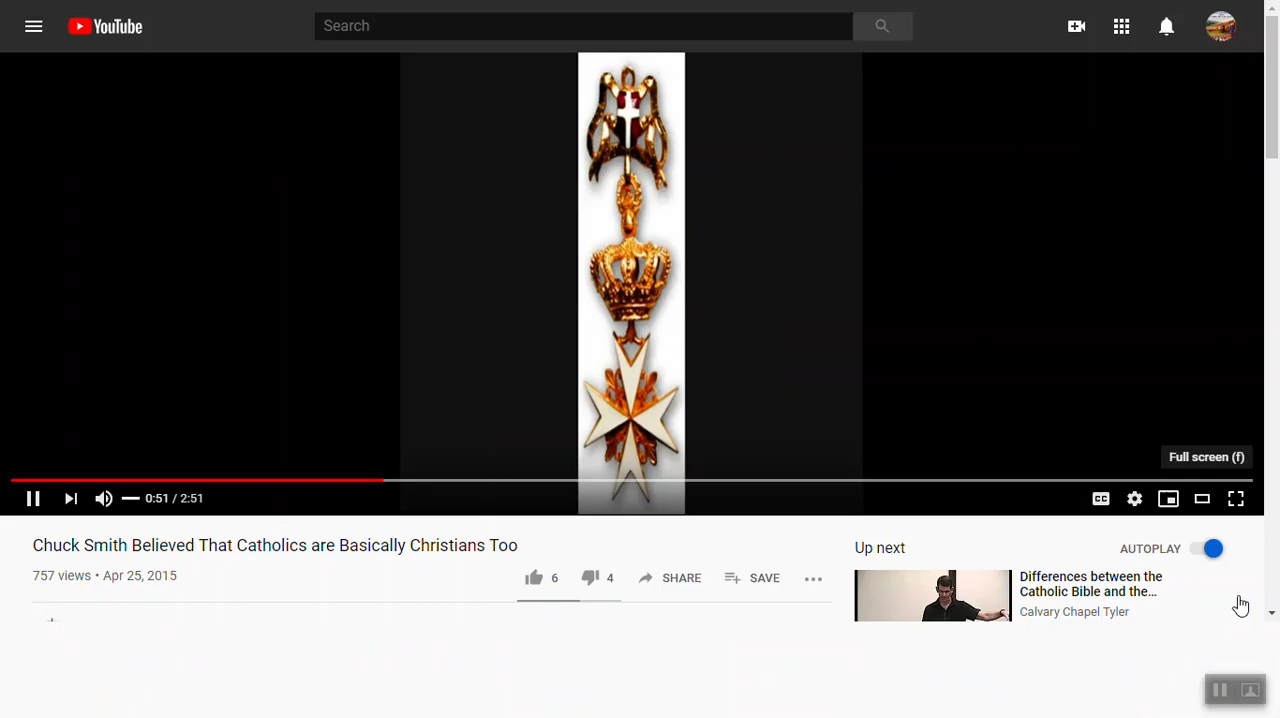 YouTube
Search
Full screen (f)
0:51 / 2:51
CC
Chuck Smith Believed That Catholics are Basically Christians Too
757 views • Apr 25, 2015
6
4
SHARE
SAVE
Up next
AUTOPLAY
Differences between the
Catholic Bible and the…
Calvary Chapel Tyler